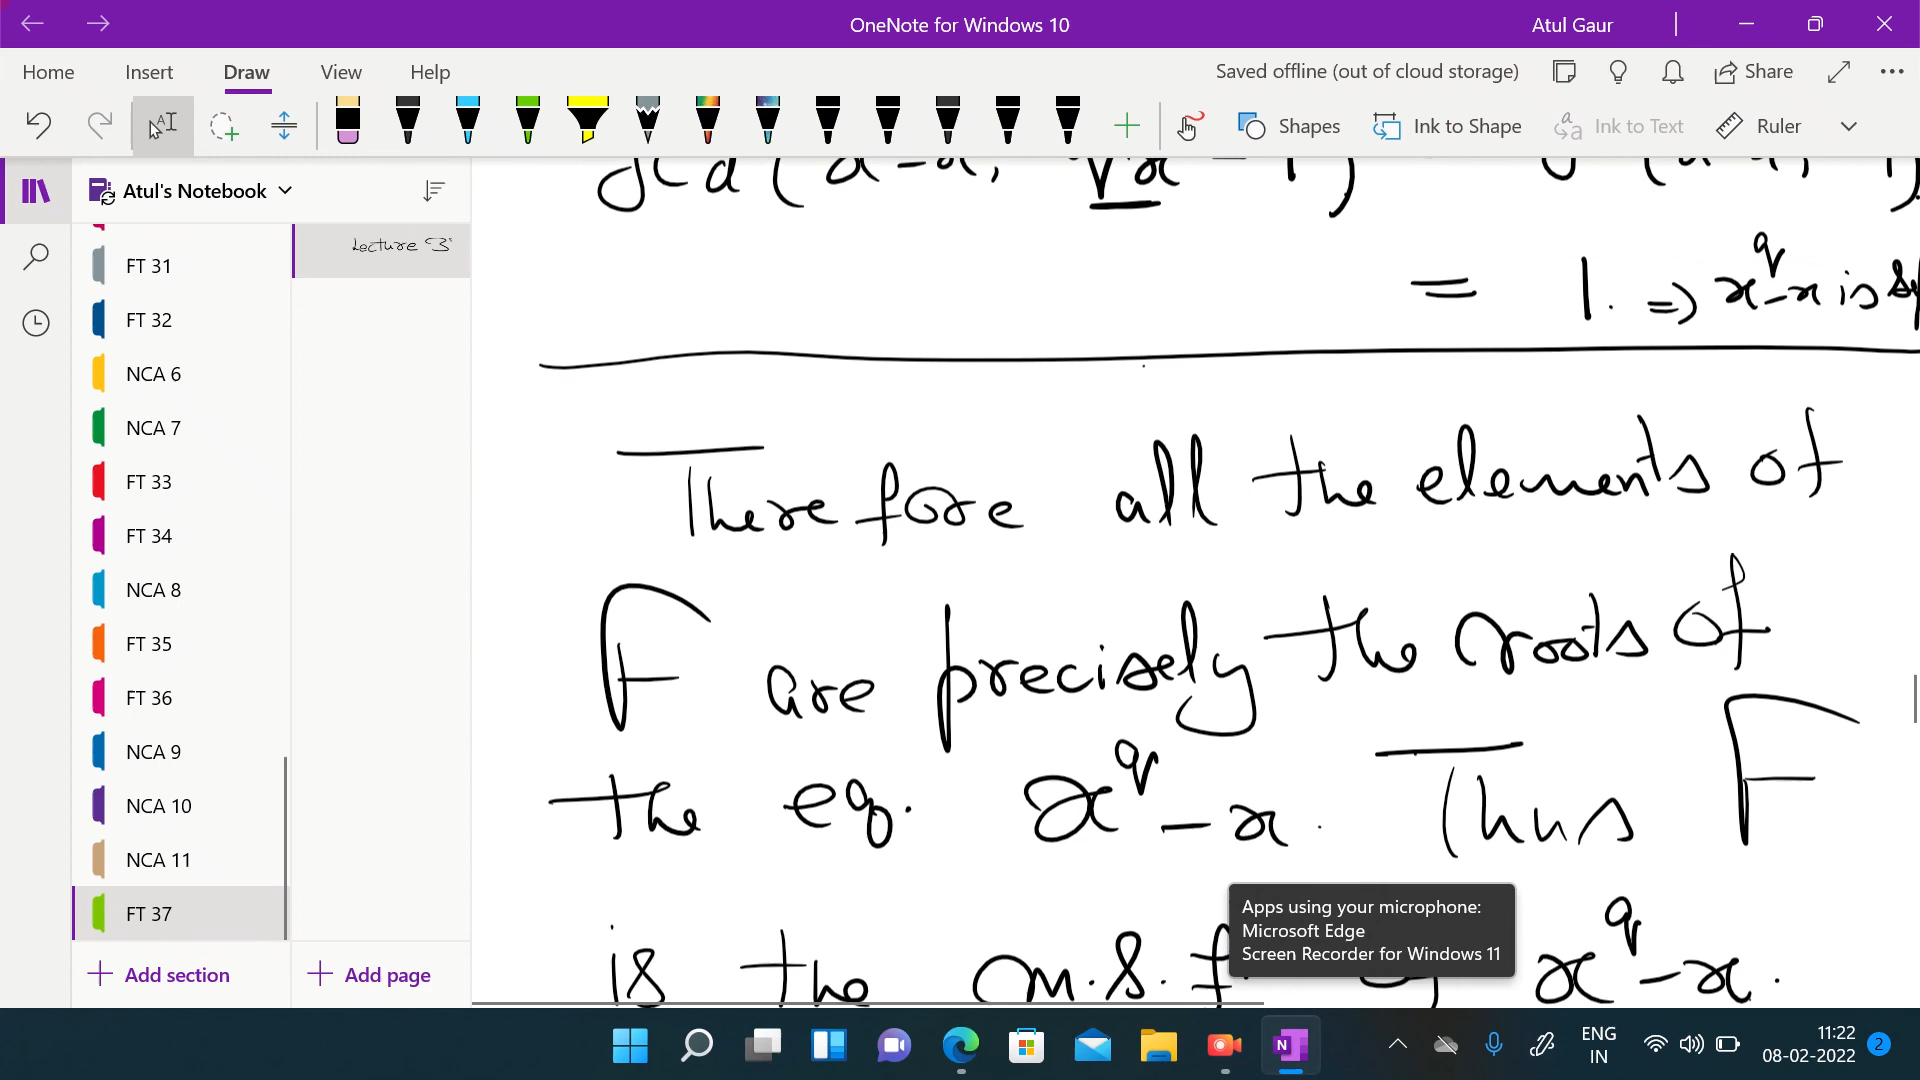 OneNote for Windows 10
Atul Gaur
Home Insert Draw View Help
Saved offline (out of cloud storage)
Share
Shapes
Ink to Shape
Ink to Text
Ruler
Atul's Notebook
FT 31
FT 32
NCA 6
NCA 7
FT 33
FT 34
NCA 8
FT 35
FT 36
NCA 9
NCA 10
NCA 11
FT 37
Add section
Add page
Lecture 3
= 1. ⇒ x^q - x is
Therefore all the elements of
F are precisely the roots of
the eq. x^q - x. Thus F
is the m.s.f. of x^q - x.
Apps using your microphone:
Microsoft Edge
Screen Recorder for Windows 11
ENG
IN
11:22
08-02-2022
2